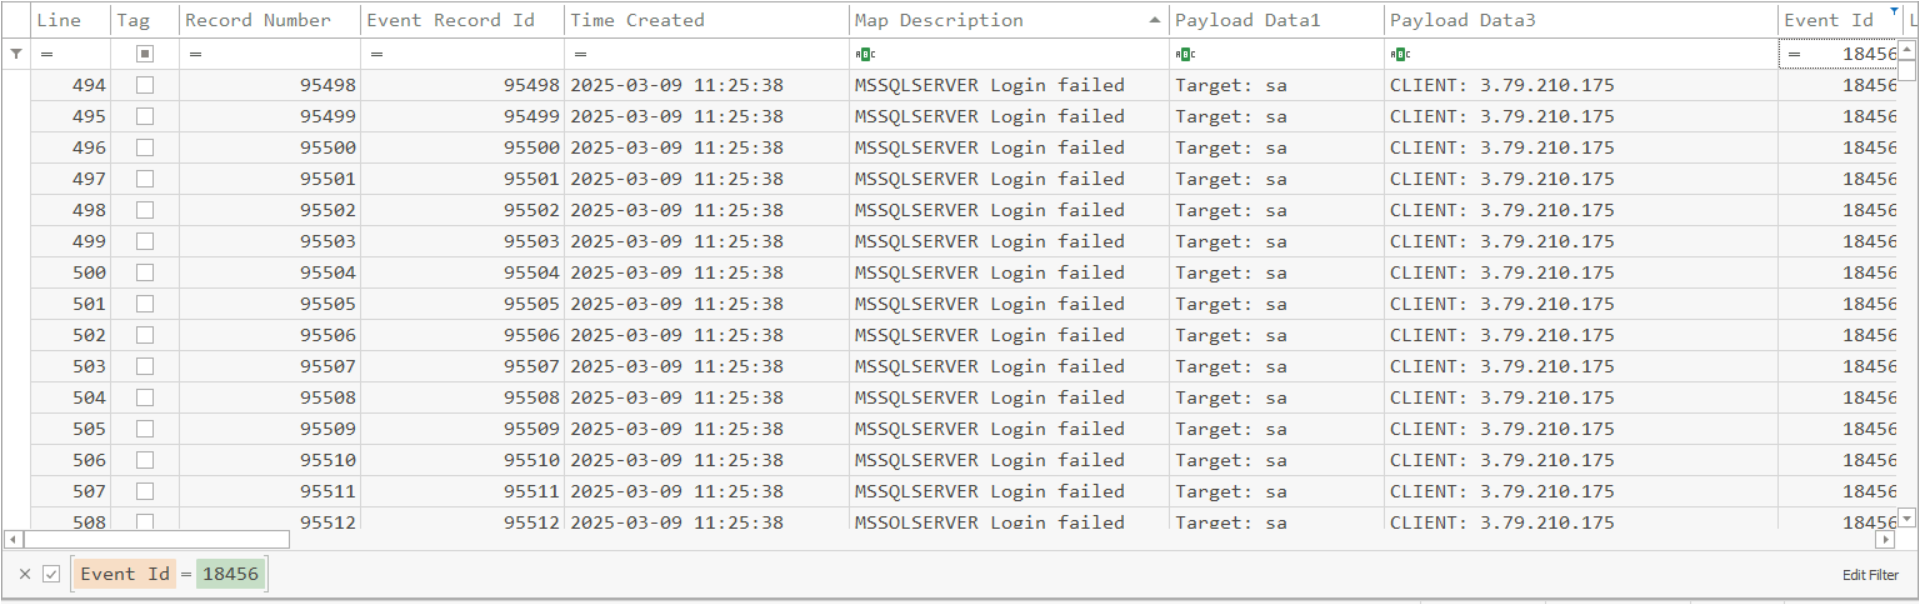 Line Tag Record Number Event Record Id Time Created Map Description Payload Data1 Payload Data3 Event Id L
= = = = ABC ABC ABC = 18456
494 95498 95498 2025-03-09 11:25:38 MSSQLSERVER Login failed Target: sa CLIENT: 3.79.210.175 18456
495 95499 95499 2025-03-09 11:25:38 MSSQLSERVER Login failed Target: sa CLIENT: 3.79.210.175 18456
496 95500 95500 2025-03-09 11:25:38 MSSQLSERVER Login failed Target: sa CLIENT: 3.79.210.175 18456
497 95501 95501 2025-03-09 11:25:38 MSSQLSERVER Login failed Target: sa CLIENT: 3.79.210.175 18456
498 95502 95502 2025-03-09 11:25:38 MSSQLSERVER Login failed Target: sa CLIENT: 3.79.210.175 18456
499 95503 95503 2025-03-09 11:25:38 MSSQLSERVER Login failed Target: sa CLIENT: 3.79.210.175 18456
500 95504 95504 2025-03-09 11:25:38 MSSQLSERVER Login failed Target: sa CLIENT: 3.79.210.175 18456
501 95505 95505 2025-03-09 11:25:38 MSSQLSERVER Login failed Target: sa CLIENT: 3.79.210.175 18456
502 95506 95506 2025-03-09 11:25:38 MSSQLSERVER Login failed Target: sa CLIENT: 3.79.210.175 18456
503 95507 95507 2025-03-09 11:25:38 MSSQLSERVER Login failed Target: sa CLIENT: 3.79.210.175 18456
504 95508 95508 2025-03-09 11:25:38 MSSQLSERVER Login failed Target: sa CLIENT: 3.79.210.175 18456
505 95509 95509 2025-03-09 11:25:38 MSSQLSERVER Login failed Target: sa CLIENT: 3.79.210.175 18456
506 95510 95510 2025-03-09 11:25:38 MSSQLSERVER Login failed Target: sa CLIENT: 3.79.210.175 18456
507 95511 95511 2025-03-09 11:25:38 MSSQLSERVER Login failed Target: sa CLIENT: 3.79.210.175 18456
508 95512 95512 2025-03-09 11:25:38 MSSQLSERVER Login failed Target: sa CLIENT: 3.79.210.175 18456
Event Id = 18456 Edit Filter